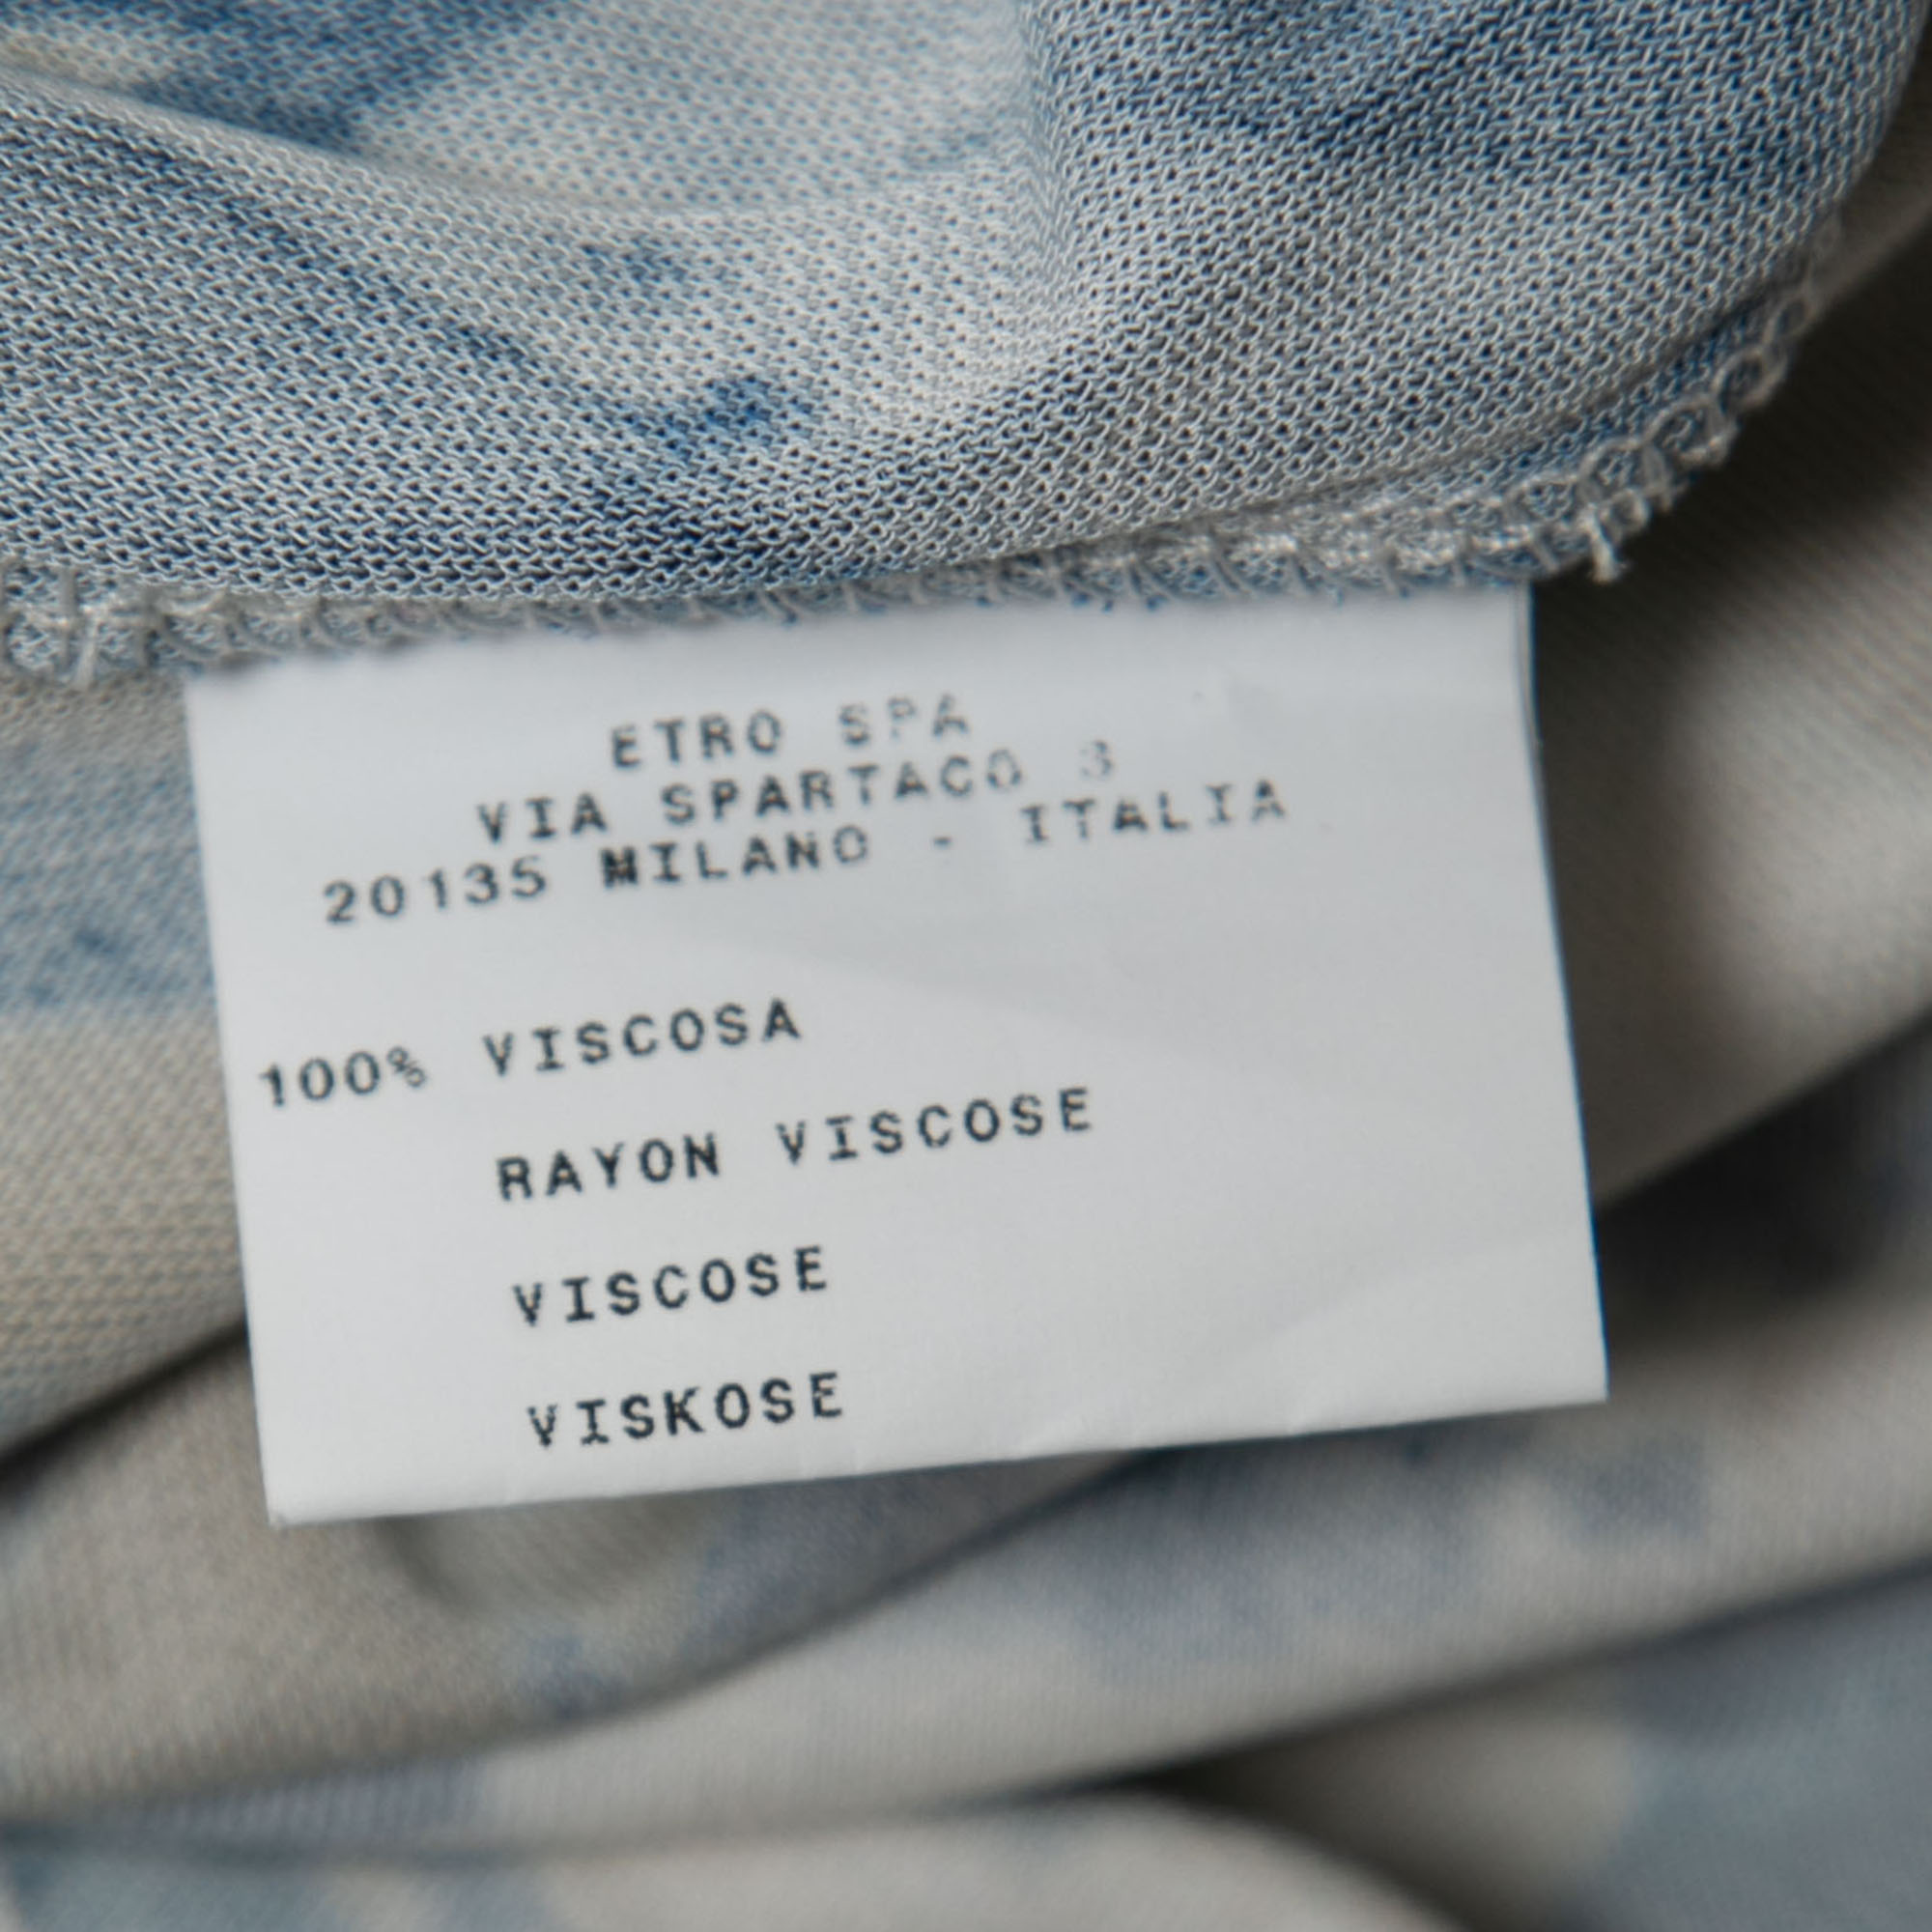 ETRO SPA
VIA SPARTACO 3
20135 MILANO - ITALIA
100% VISCOSA
RAYON VISCOSE
VISCOSE
VISKOSE